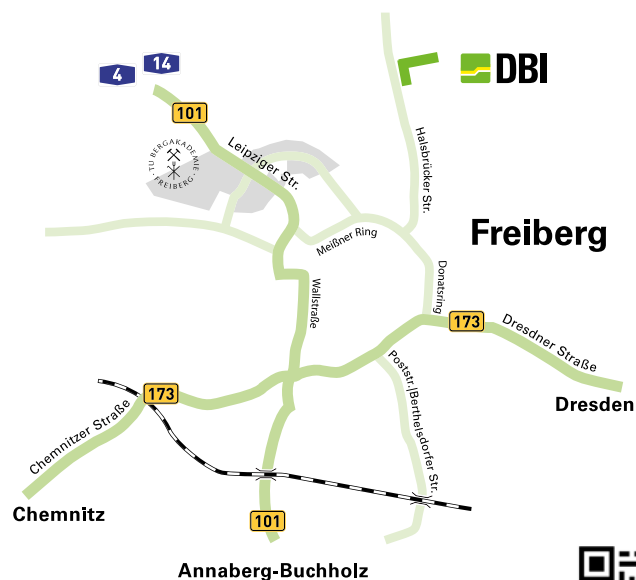 14
4
DBI
101
TU BERGAKADEMIE
FREIBERG
Leipziger Str.
Halsbrücker Str.
Freiberg
Meißner Ring
Donatsring
Wallstraße
173
Dresdner Straße
Poststr.|Berthelsdorfer Str.
Dresden
173
Chemnitzer Straße
Chemnitz
101
Annaberg-Buchholz